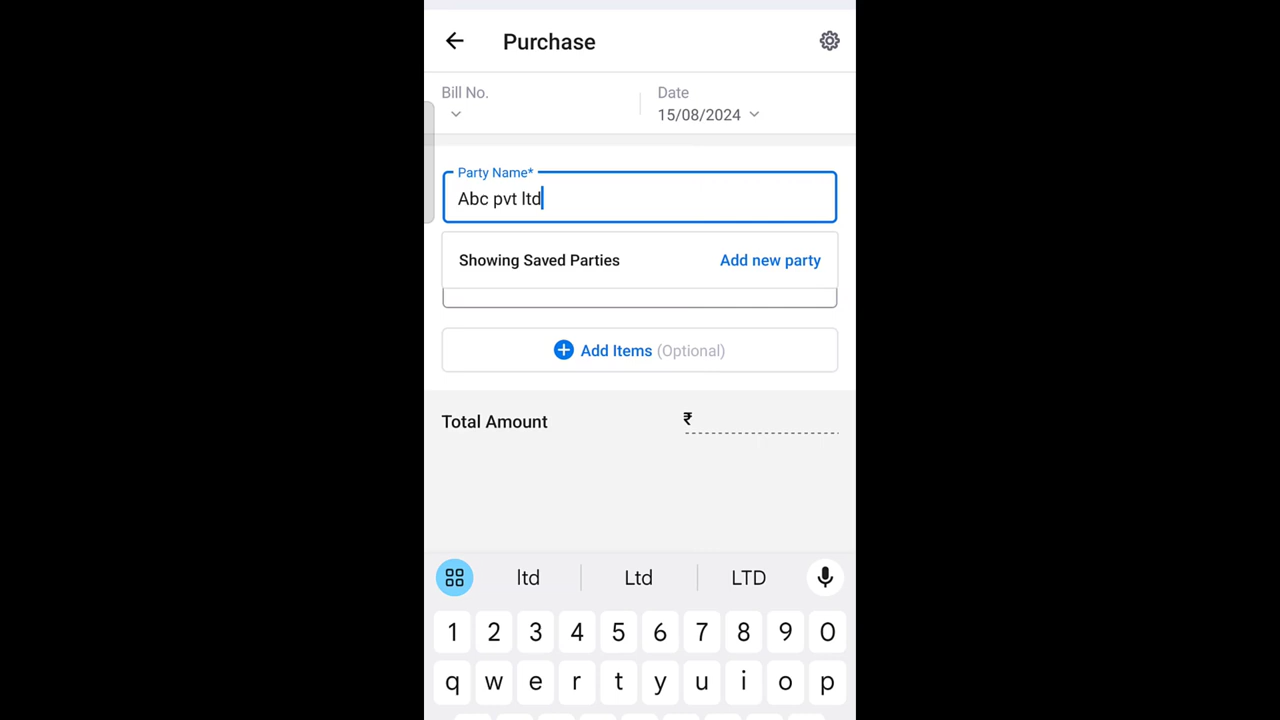 Purchase
Bill No.
Date
15/08/2024
Party Name*
Abc pvt ltd
Showing Saved Parties Add new party
Add Items (Optional)
Total Amount ₹
ltd Ltd LTD
1 2 3 4 5 6 7 8 9 0
q w e r t y u i o p